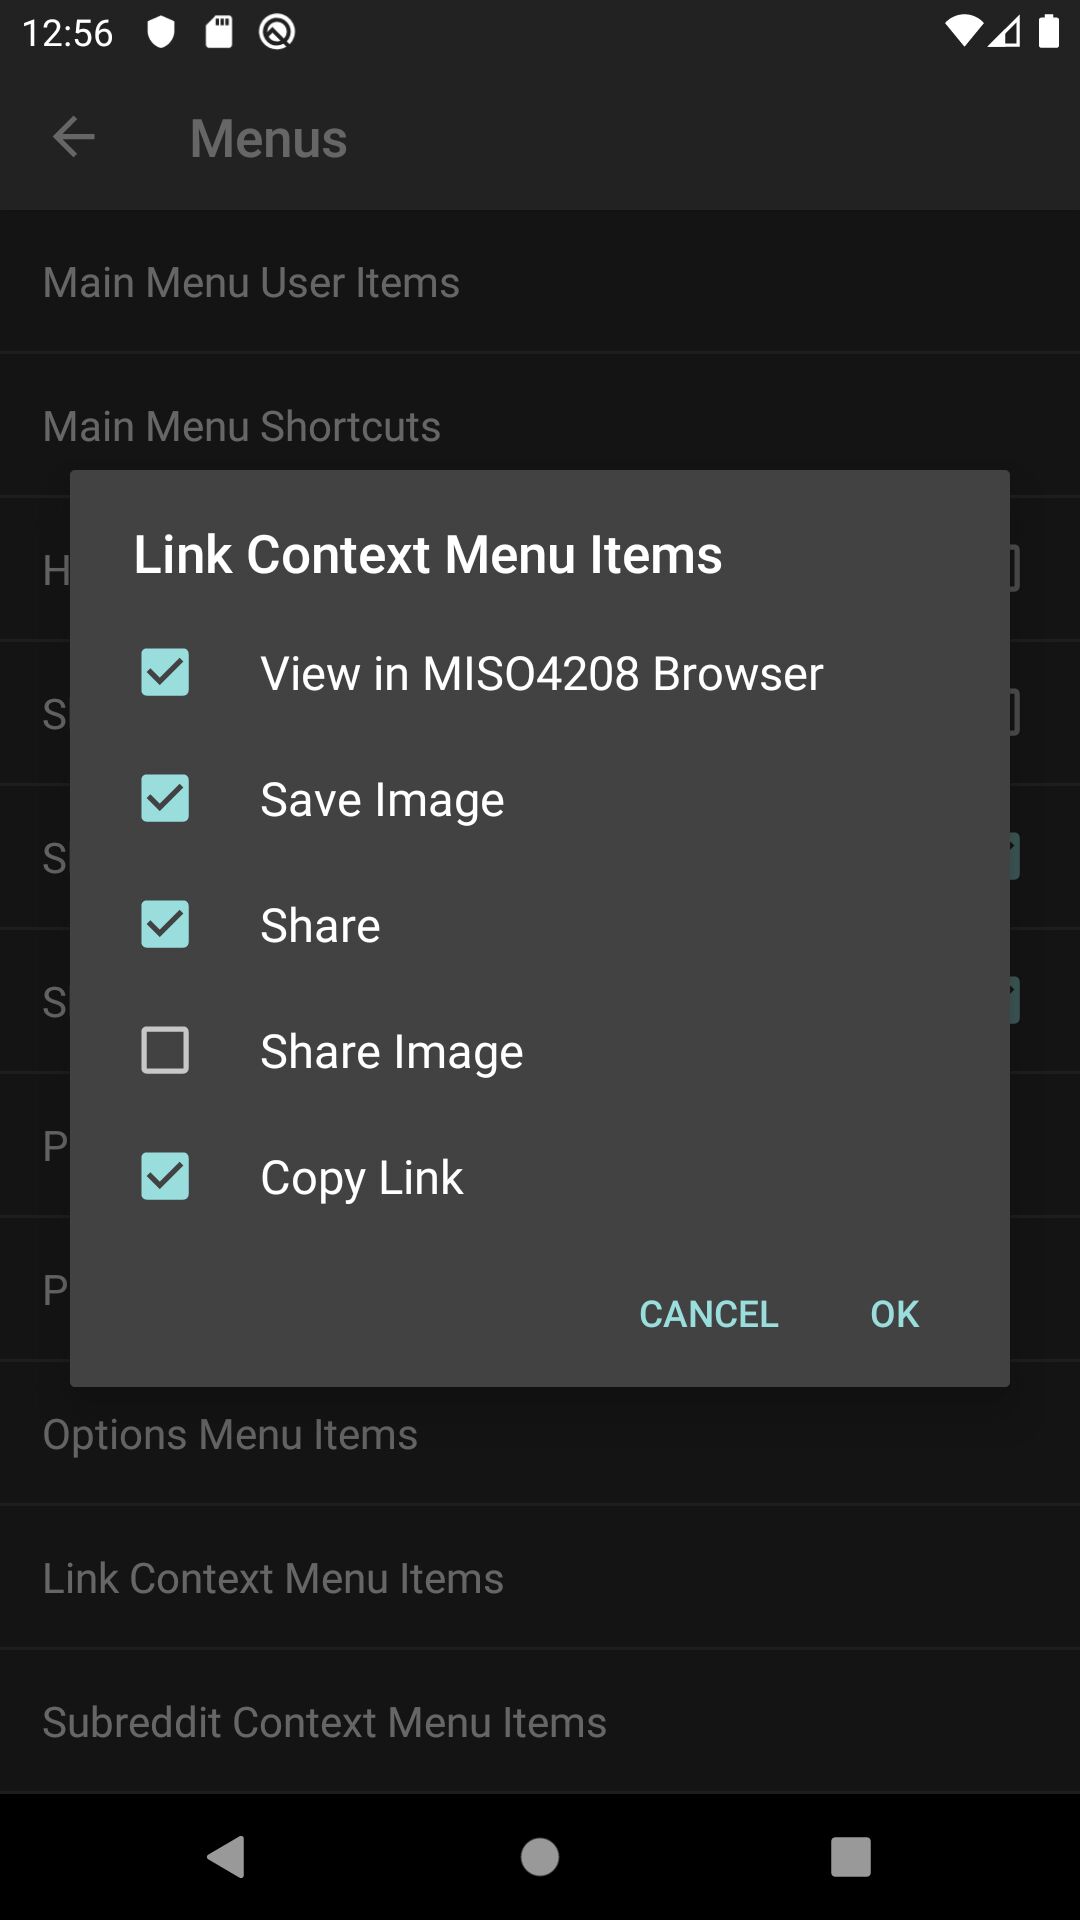 12:56
Menus
Main Menu User Items
Main Menu Shortcuts
Link Context Menu Items
View in MISO4208 Browser
Save Image
Share
Share Image
Copy Link
CANCEL OK
Options Menu Items
Link Context Menu Items
Subreddit Context Menu Items